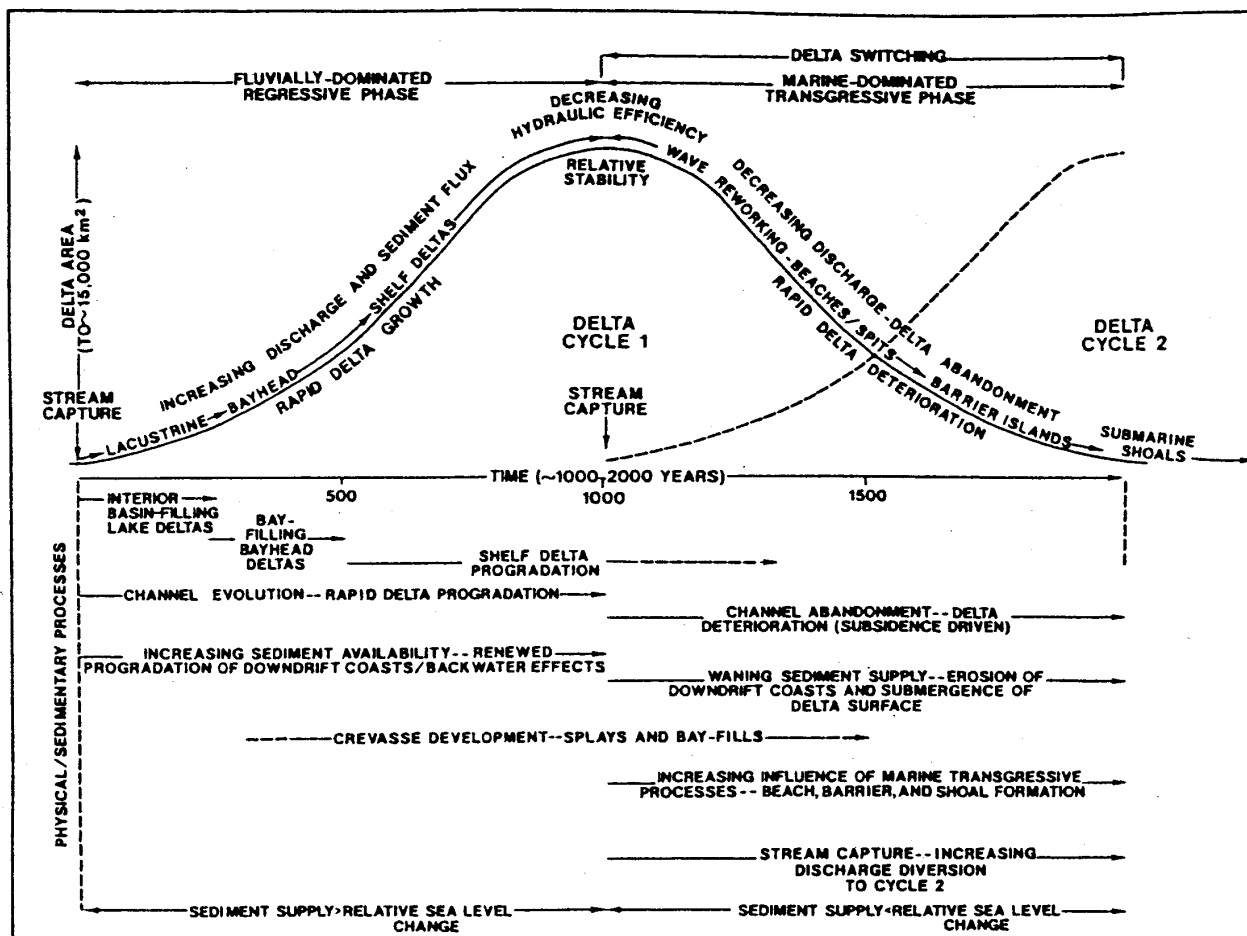 DELTA SWITCHING
FLUVIALLY-DOMINATED
REGRESSIVE PHASE
MARINE-DOMINATED
TRANSGRESSIVE PHASE
DECREASING
HYDRAULIC EFFICIENCY
RELATIVE
STABILITY
DELTA AREA
(TO~15,000 km²)
INCREASING DISCHARGE AND SEDIMENT FLUX
LACUSTRINE
BAYHEAD
SHELF DELTAS
RAPID DELTA GROWTH
WAVE REWORKING-BEACHES/SPITS
BARRIER ISLANDS
DECREASING DISCHARGE-DELTA ABANDONMENT
RAPID DELTA DETERIORATION
SUBMARINE
SHOALS
DELTA
CYCLE 1
DELTA
CYCLE 2
STREAM
CAPTURE
STREAM
CAPTURE
TIME (~1000-2000 YEARS)
500
1000
1500
PHYSICAL/SEDIMENTARY PROCESSES
INTERIOR
BASIN-FILLING
LAKE DELTAS
BAY-
FILLING
BAYHEAD
DELTAS
SHELF DELTA
PROGRADATION
CHANNEL EVOLUTION--RAPID DELTA PROGRADATION
CHANNEL ABANDONMENT--DELTA
DETERIORATION (SUBSIDENCE DRIVEN)
INCREASING SEDIMENT AVAILABILITY--RENEWED
PROGRADATION OF DOWNDRIFT COASTS/BACKWATER EFFECTS
WANING SEDIMENT SUPPLY--EROSION OF
DOWNDRIFT COASTS AND SUBMERGENCE OF
DELTA SURFACE
CREVASSE DEVELOPMENT--SPLAYS AND BAY-FILLS
INCREASING INFLUENCE OF MARINE TRANSGRESSIVE
PROCESSES--BEACH, BARRIER, AND SHOAL FORMATION
STREAM CAPTURE--INCREASING
DISCHARGE DIVERSION
TO CYCLE 2
SEDIMENT SUPPLY>RELATIVE SEA LEVEL
CHANGE
SEDIMENT SUPPLY<RELATIVE SEA LEVEL
CHANGE